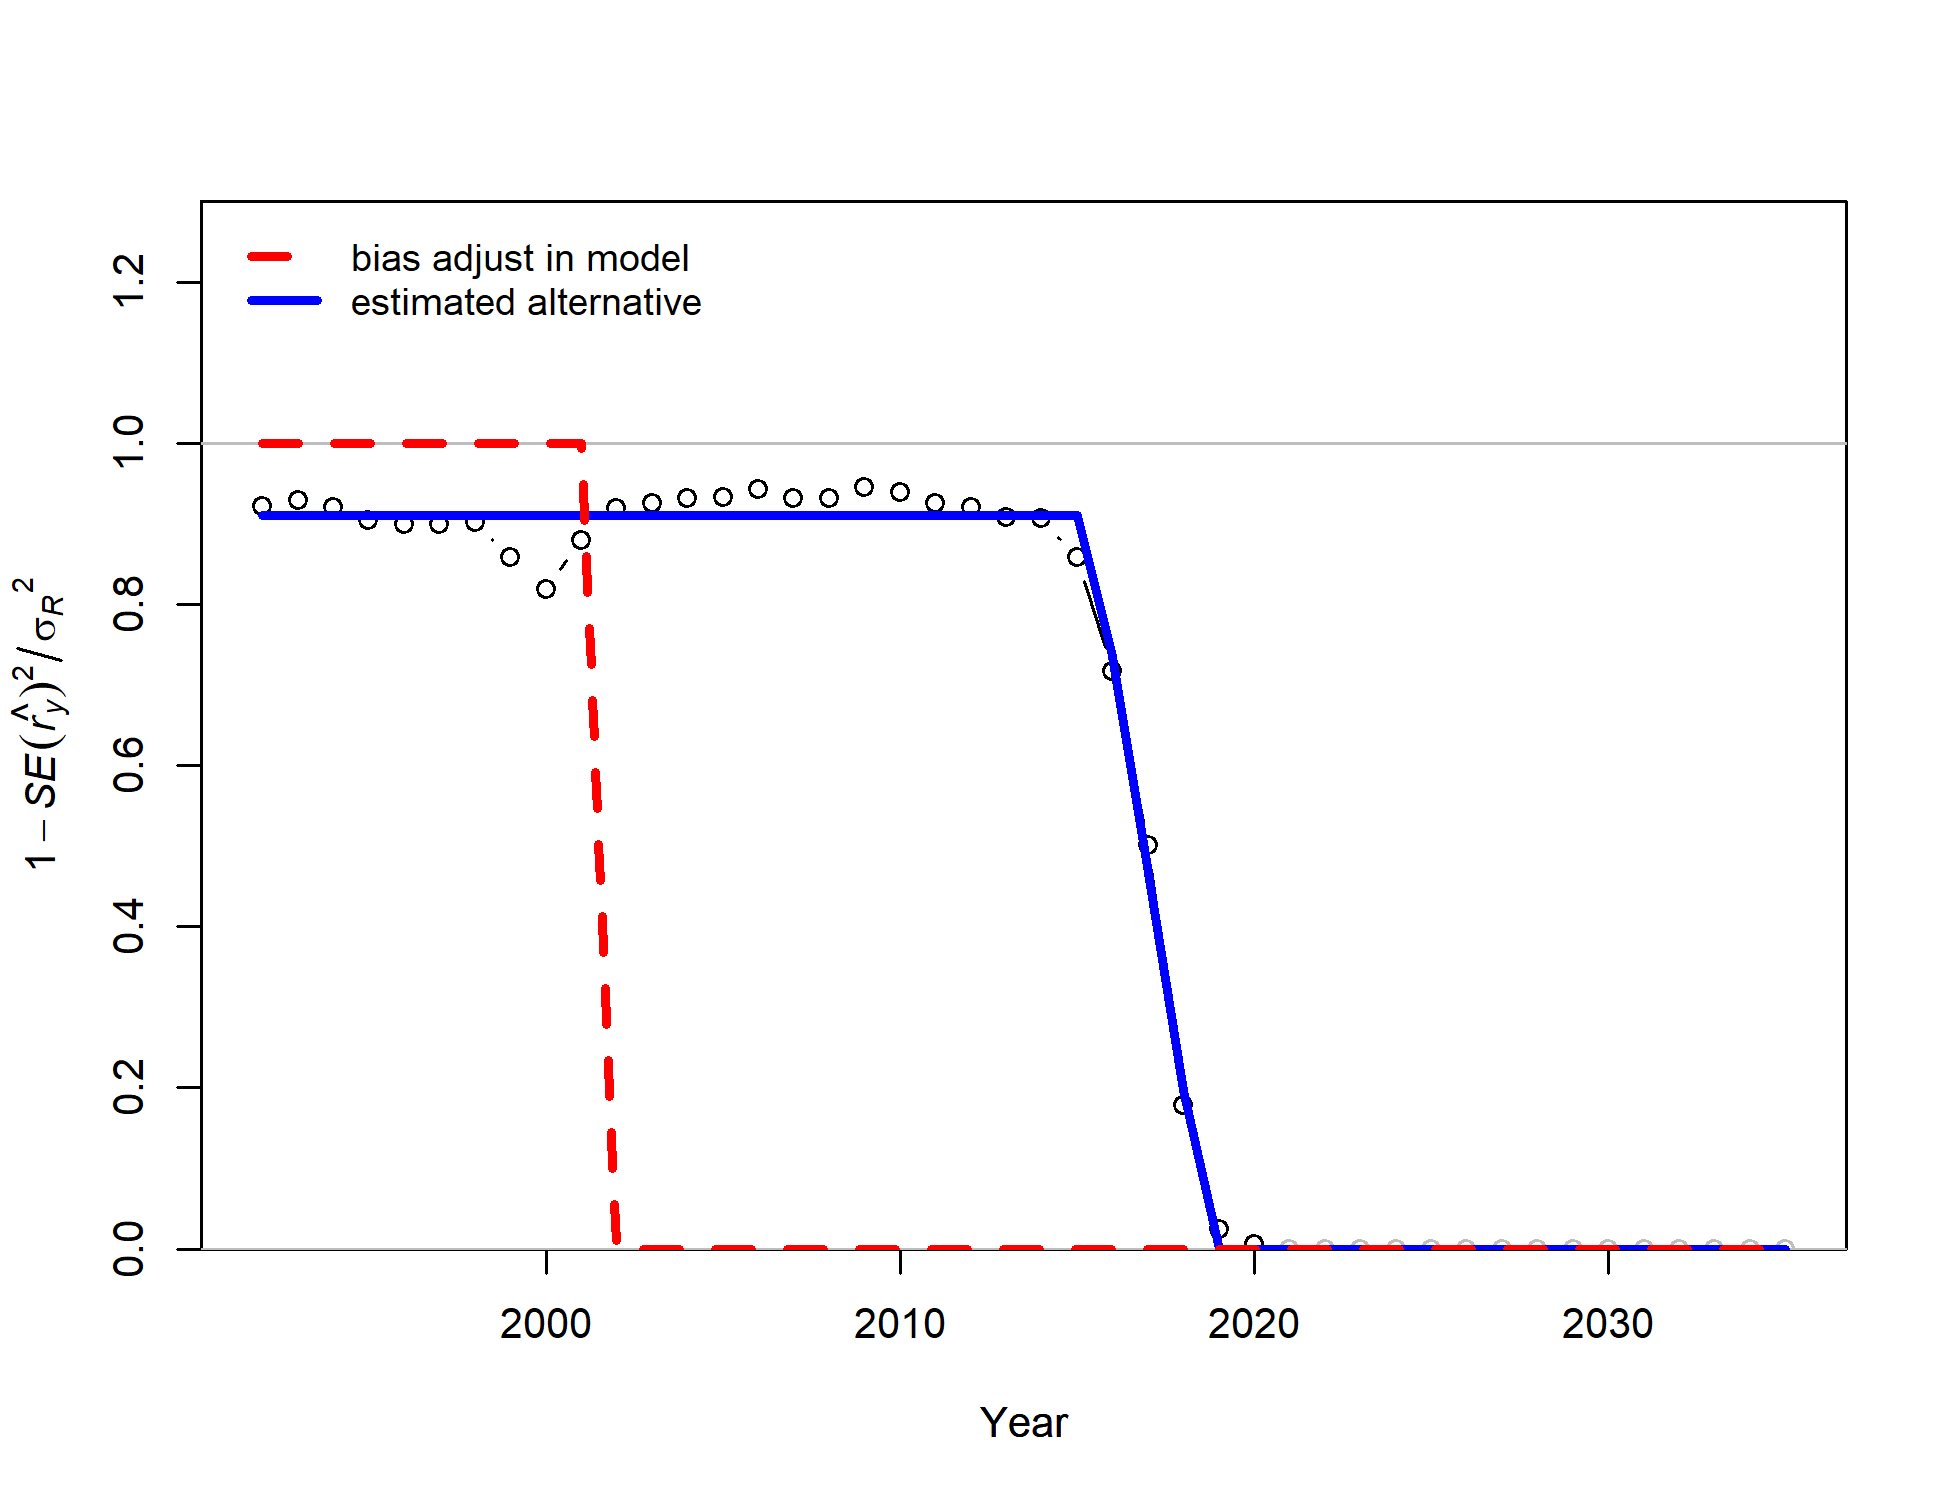 bias adjust in model
estimated alternative
1 − SE(r̂y)²/σR²
0.0
0.2
0.4
0.6
0.8
1.0
1.2
2000
2010
2020
2030
Year